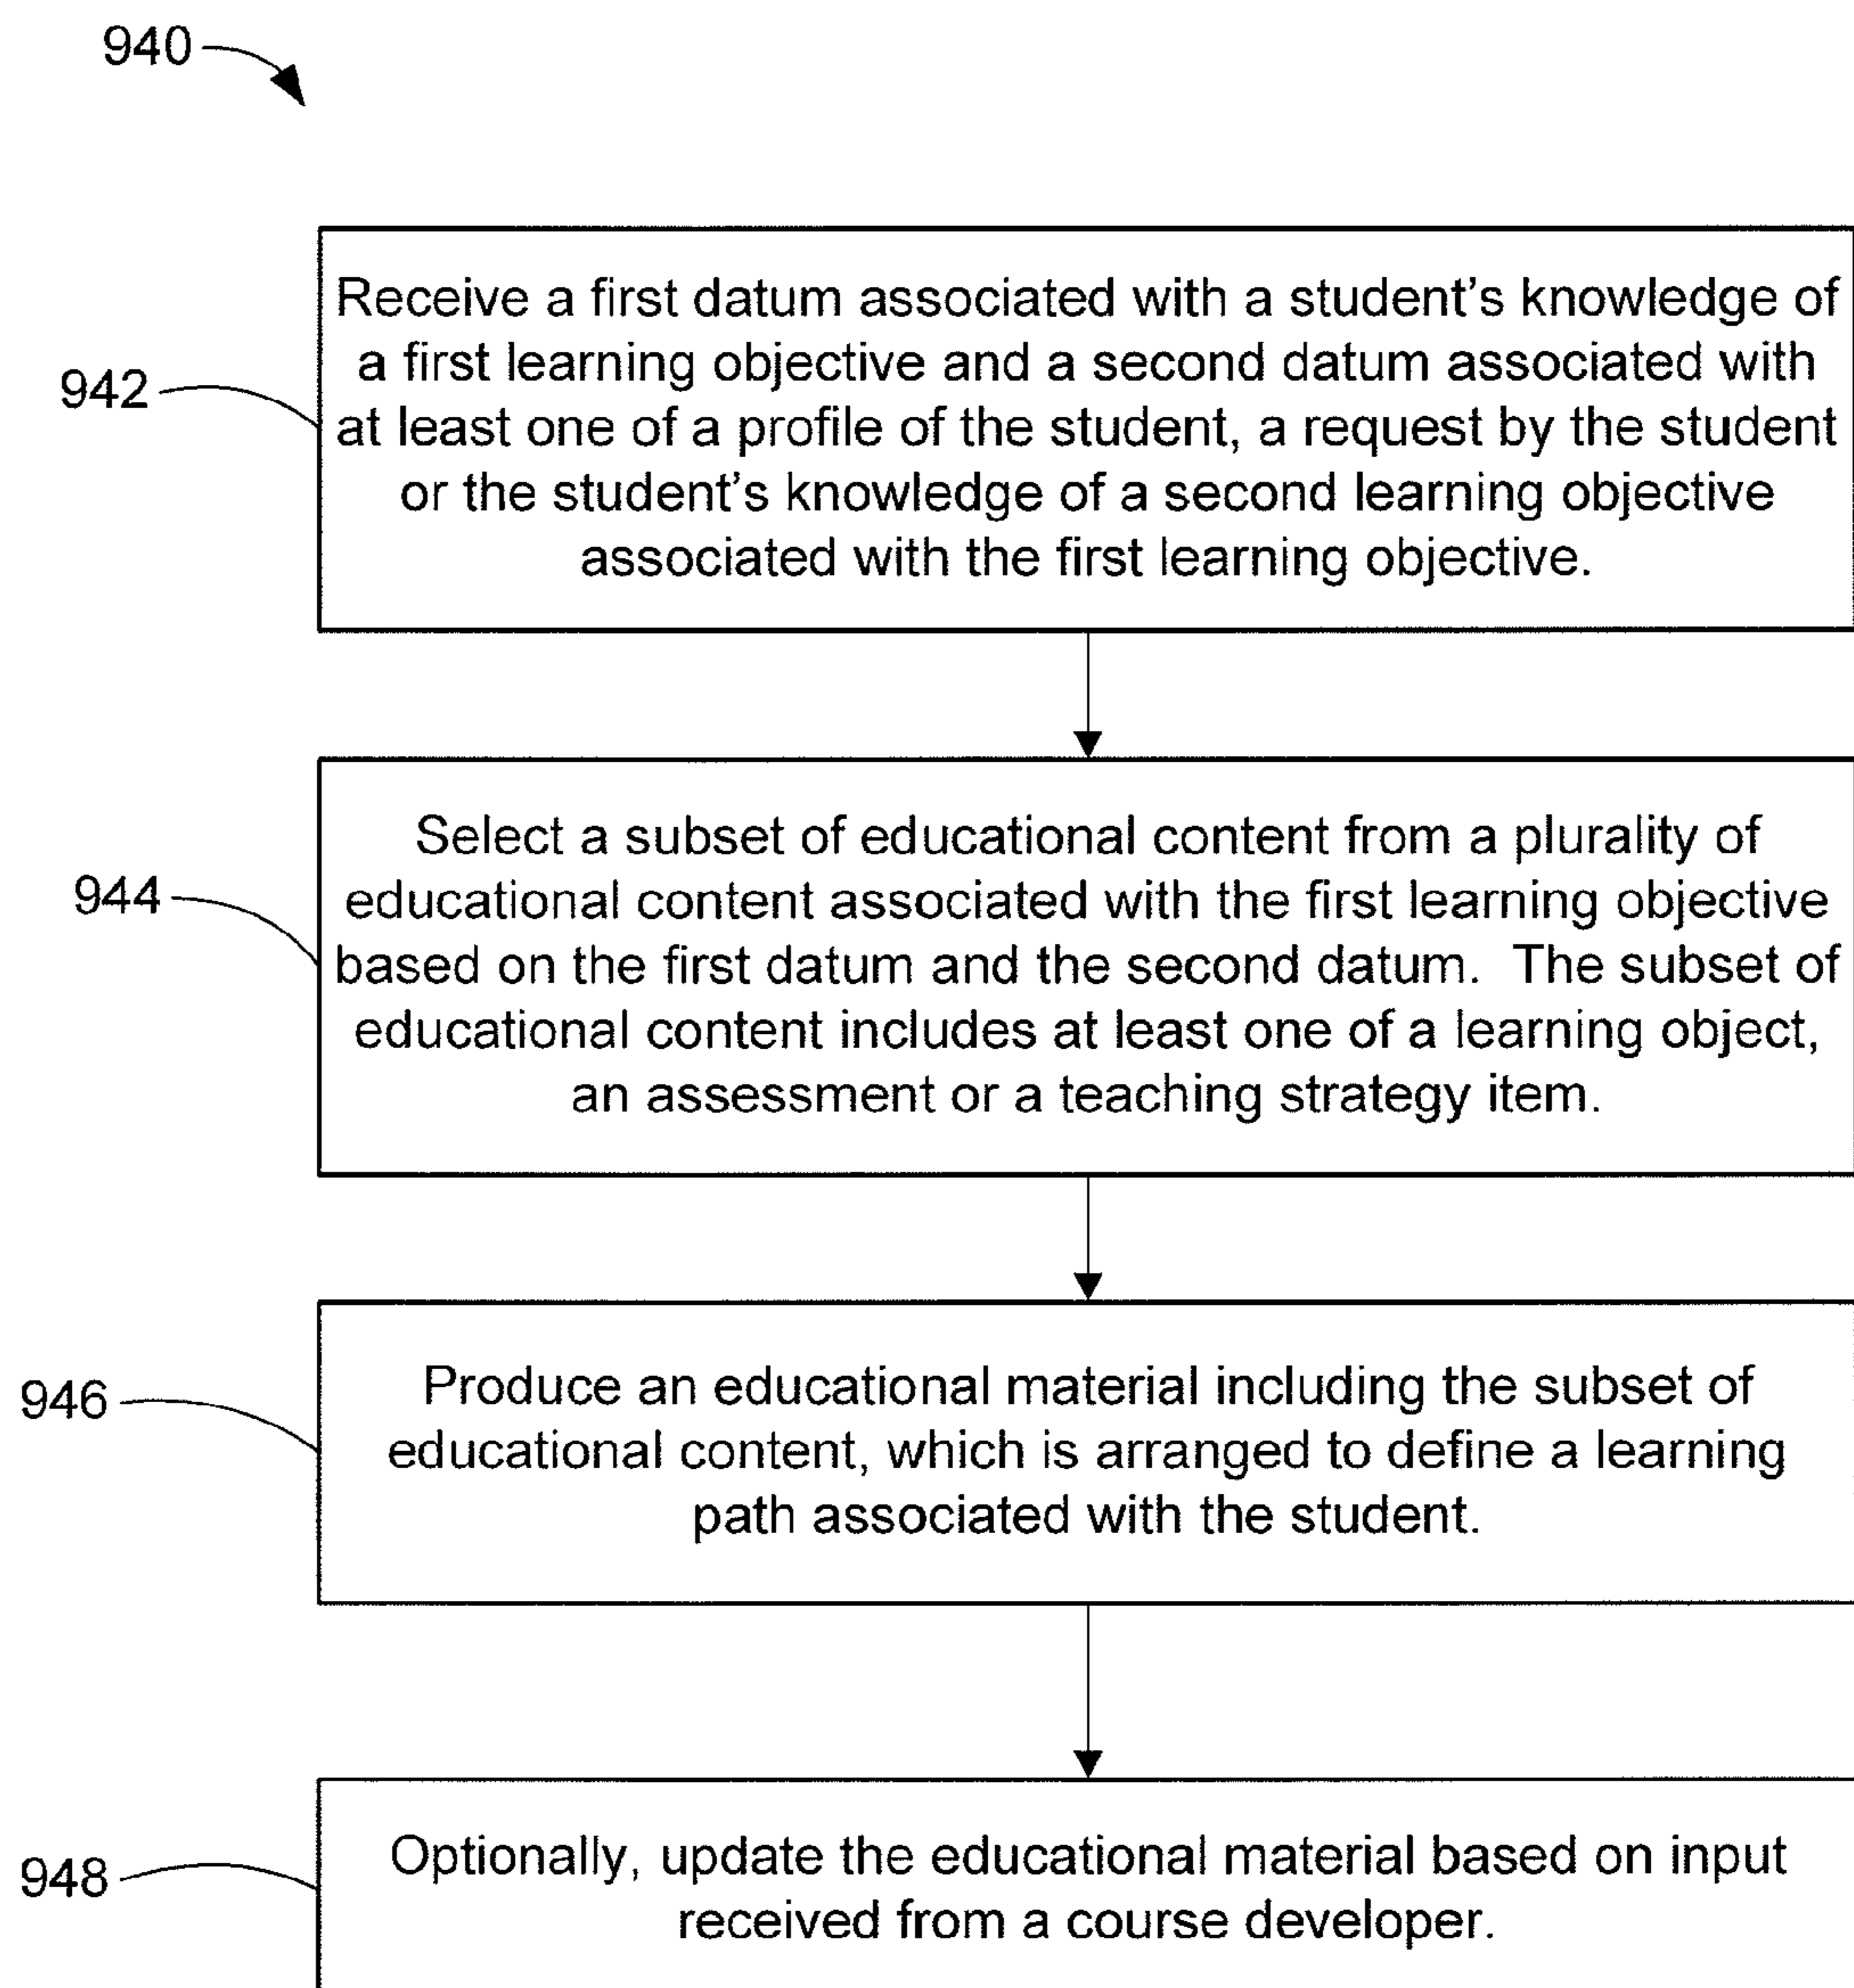 940
942
Receive a first datum associated with a student's knowledge of
a first learning objective and a second datum associated with
at least one of a profile of the student, a request by the student
or the student's knowledge of a second learning objective
associated with the first learning objective.
944
Select a subset of educational content from a plurality of
educational content associated with the first learning objective
based on the first datum and the second datum.  The subset of
educational content includes at least one of a learning object,
an assessment or a teaching strategy item.
946
Produce an educational material including the subset of
educational content, which is arranged to define a learning
path associated with the student.
948
Optionally, update the educational material based on input
received from a course developer.